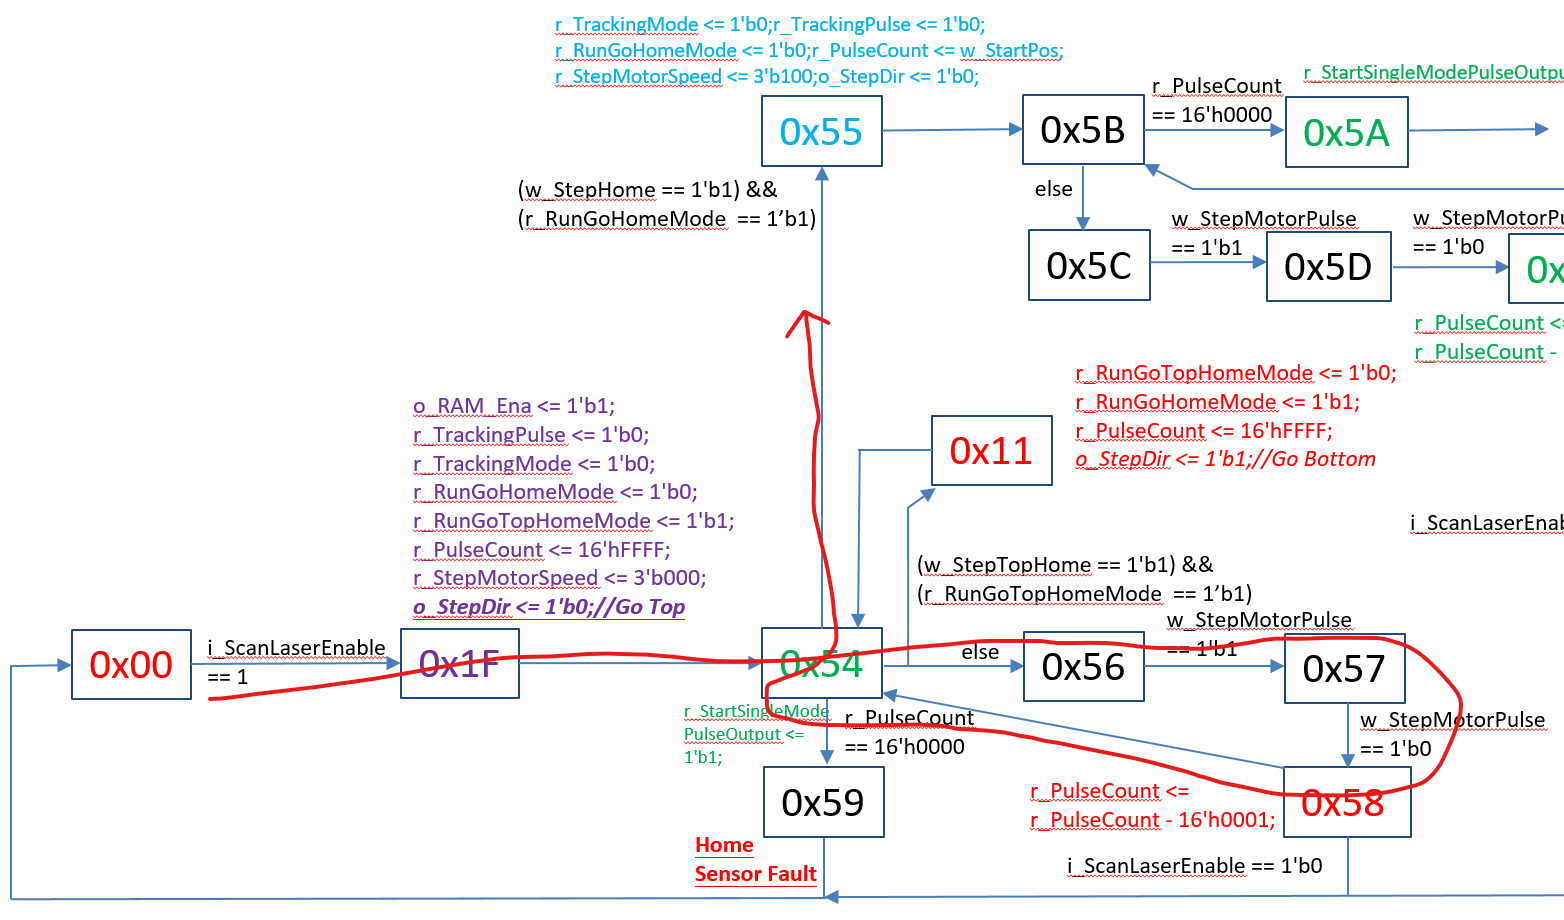 r_TrackingMode <= 1'b0;r_TrackingPulse <= 1'b0;
r_RunGoHomeMode <= 1'b0;r_PulseCount <= w_StartPos;
r_StepMotorSpeed <= 3'b100;o_StepDir <= 1'b0;
r_StartSingleModePulseOutpu
0x55
0x5B
r_PulseCount
== 16'h0000
0x5A
(w_StepHome == 1'b1) &&
(r_RunGoHomeMode == 1’b1)
else
0x5C
w_StepMotorPulse
== 1'b1
0x5D
w_StepMotorPu
== 1'b0
0x
r_PulseCount <=
r_PulseCount -
r_RunGoTopHomeMode <= 1'b0;
r_RunGoHomeMode <= 1'b1;
r_PulseCount <= 16'hFFFF;
o_StepDir <= 1'b1;//Go Bottom
0x11
o_RAM_Ena <= 1'b1;
r_TrackingPulse <= 1'b0;
r_TrackingMode <= 1'b0;
r_RunGoHomeMode <= 1'b0;
r_RunGoTopHomeMode <= 1'b1;
r_PulseCount <= 16'hFFFF;
r_StepMotorSpeed <= 3'b000;
o_StepDir <= 1'b0;//Go Top
i_ScanLaserEnab
(w_StepTopHome == 1'b1) &&
(r_RunGoTopHomeMode == 1’b1)
0x00
i_ScanLaserEnable
== 1
0x1F
0x54
else
0x56
w_StepMotorPulse
== 1'b1
0x57
r_StartSingleMode
PulseOutput <=
1'b1;
r_PulseCount
== 16'h0000
w_StepMotorPulse
== 1'b0
0x59
r_PulseCount <=
r_PulseCount - 16'h0001;
0x58
Home
Sensor Fault
i_ScanLaserEnable == 1'b0